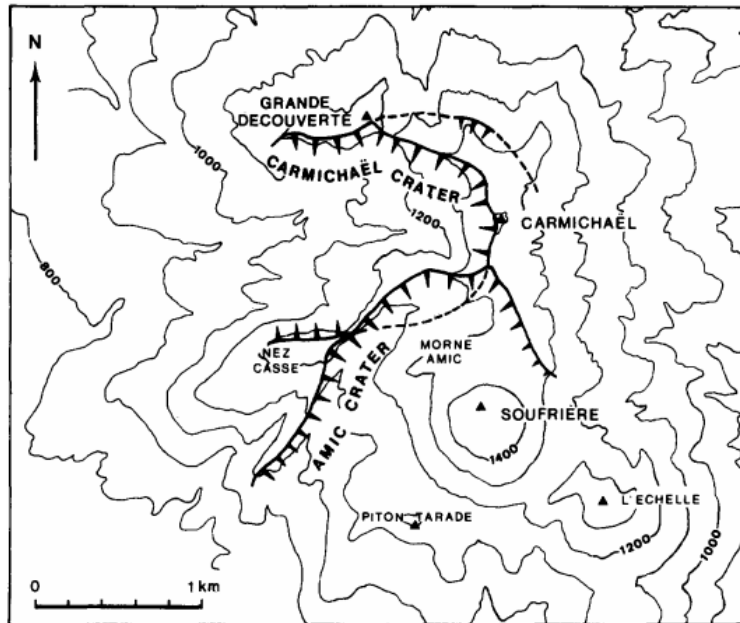 N
GRANDE
DECOUVERTE
1000
CARMICHAËL CRATER
1200
CARMICHAËL
800
NEZ
CASSE
MORNE
AMIC
AMIC CRATER
SOUFRIÈRE
1400
L'ECHELLE
PITON TARADE
1200
1000
0
1 km